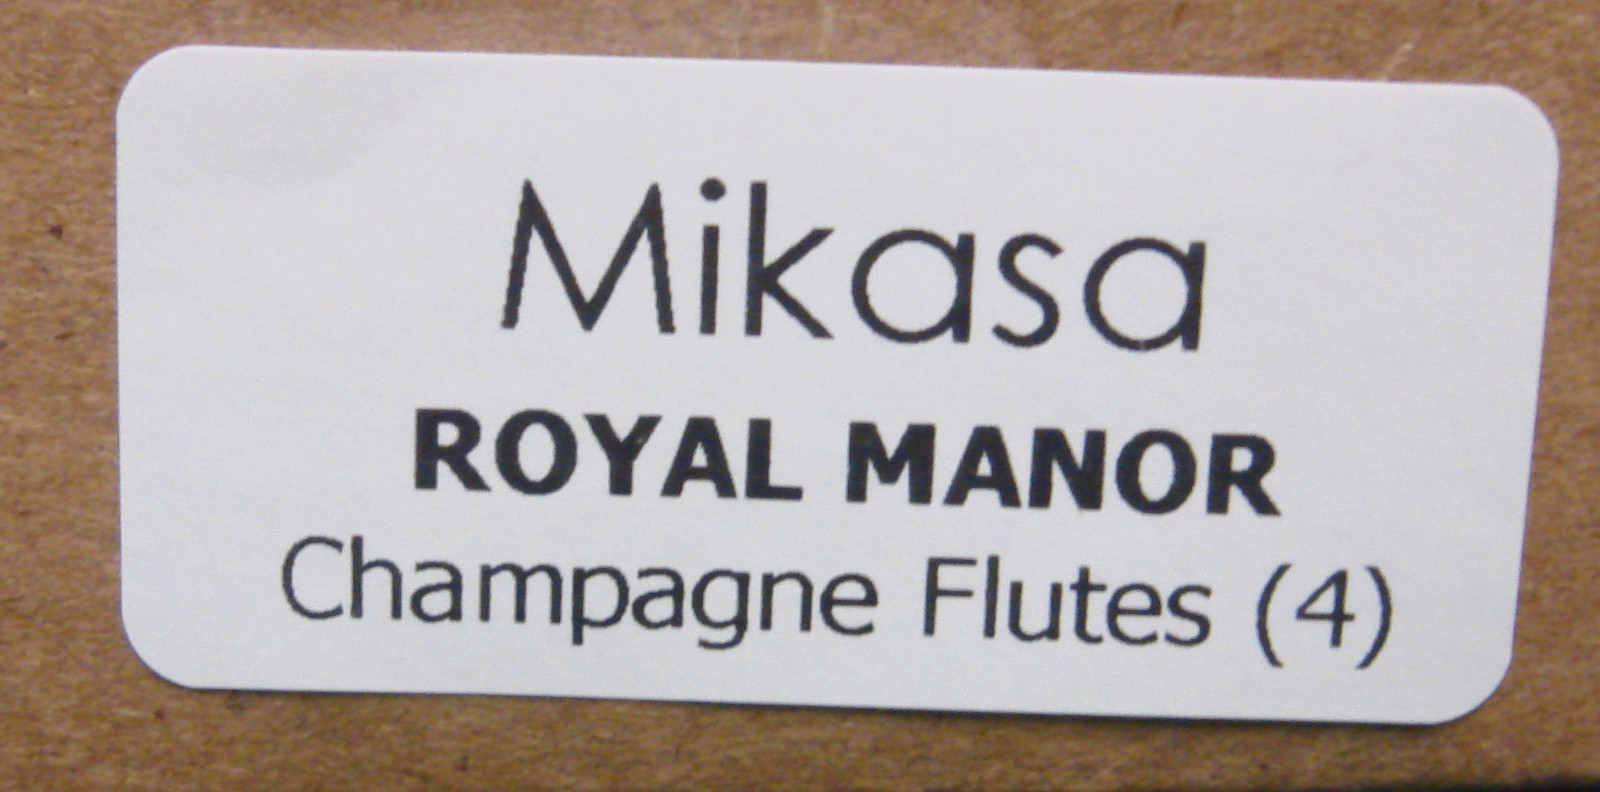 Mikasa
ROYAL MANOR
Champagne Flutes (4)